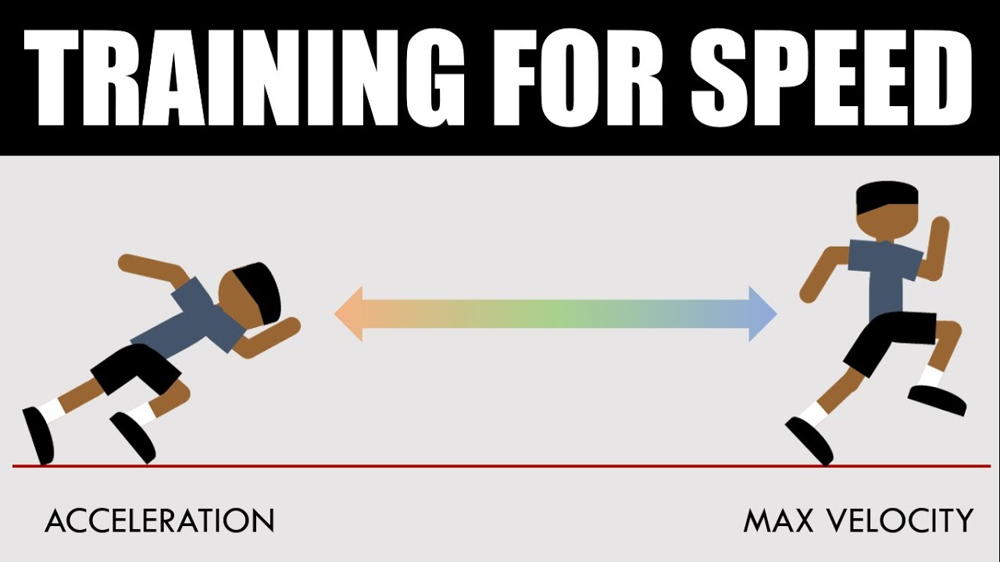 TRAINING FOR SPEED
ACCELERATION
MAX VELOCITY